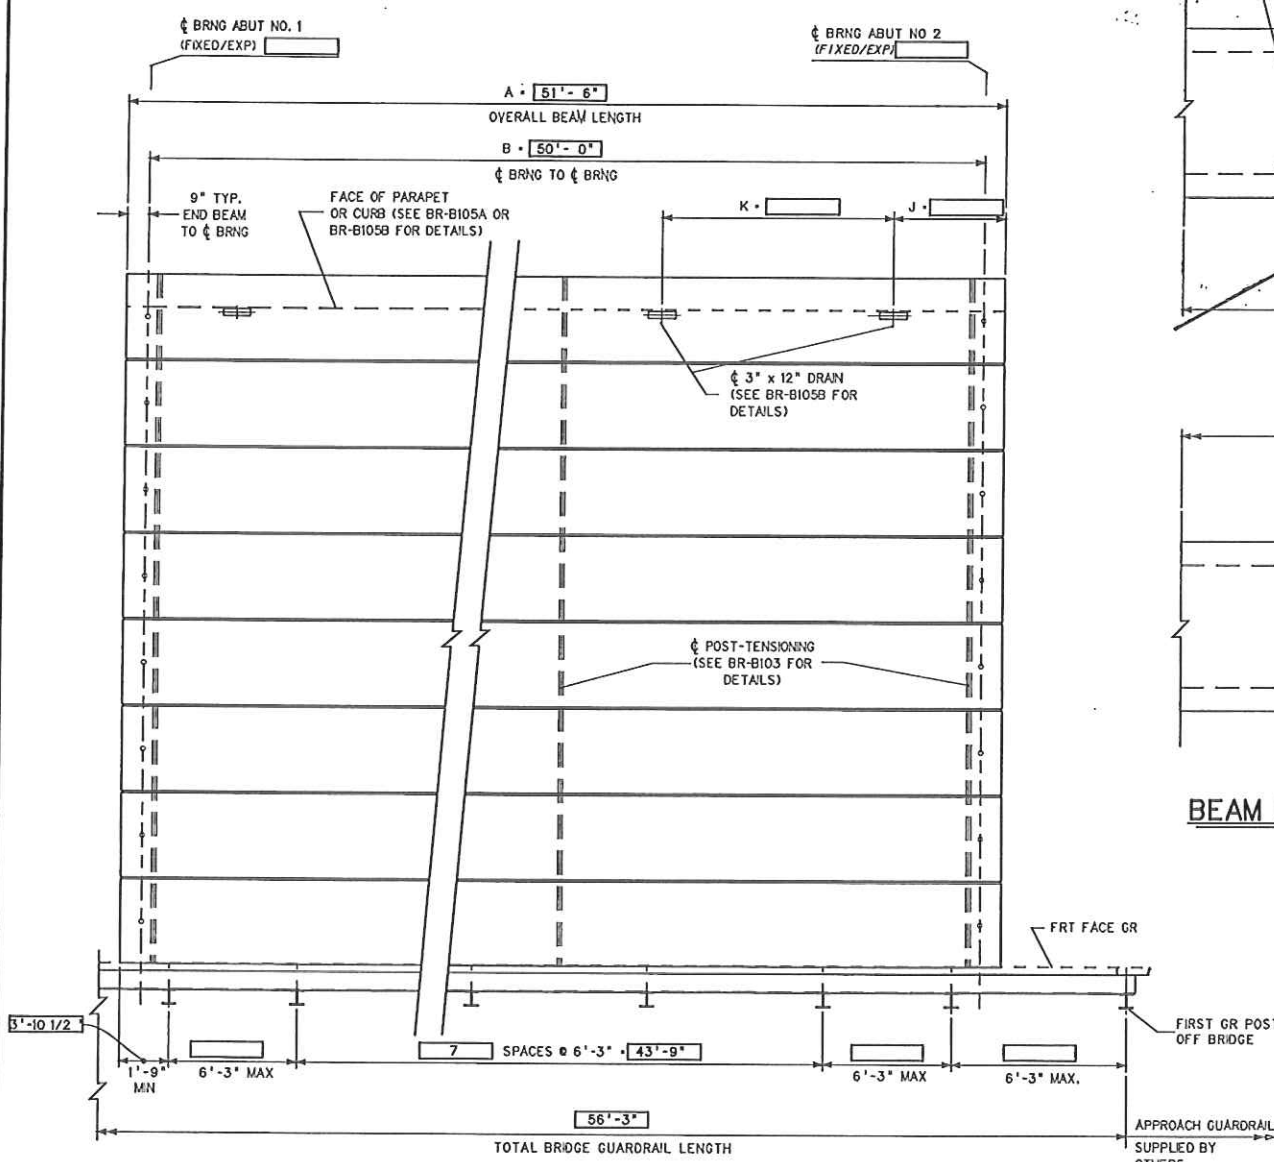 ℄ BRNG ABUT NO. 1
(FIXED/EXP)
℄ BRNG ABUT NO 2
(FIXED/EXP)
A = 51'- 6"
OVERALL BEAM LENGTH
B = 50'- 0"
℄ BRNG TO ℄ BRNG
9" TYP.
END BEAM
TO ℄ BRNG
FACE OF PARAPET
OR CURB (SEE BR-B105A OR
BR-B105B FOR DETAILS)
K =
J =
℄ 3" x 12" DRAIN
(SEE BR-B105B FOR
DETAILS)
℄ POST-TENSIONING
(SEE BR-B103 FOR
DETAILS)
BEAM
FRT FACE GR
3'-10 1/2"
FIRST GR POST
OFF BRIDGE
7 SPACES @ 6'-3" = 43'-9"
1'-9"
MIN
6'-3" MAX
6'-3" MAX
6'-3" MAX.
56'-3"
TOTAL BRIDGE GUARDRAIL LENGTH
APPROACH GUARDRAIL
SUPPLIED BY
OTHERS